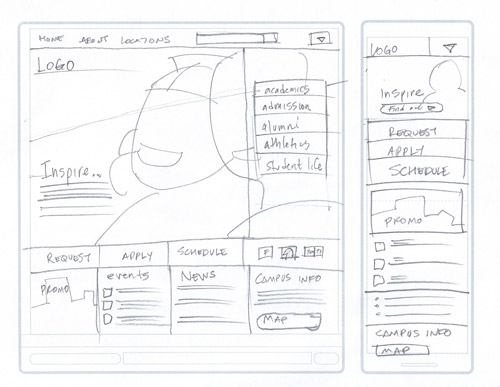 HOME ABOUT LOCATIONS
LOGO
academics
admission
alumni
athletics
student life
Inspire...
REQUEST APPLY SCHEDULE F
PROMO
events
NEWS
CAMPUS INFO
MAP
LOGO
Inspire
Find out
REQUEST
APPLY
SCHEDULE
PROMO
CAMPUS INFO
MAP